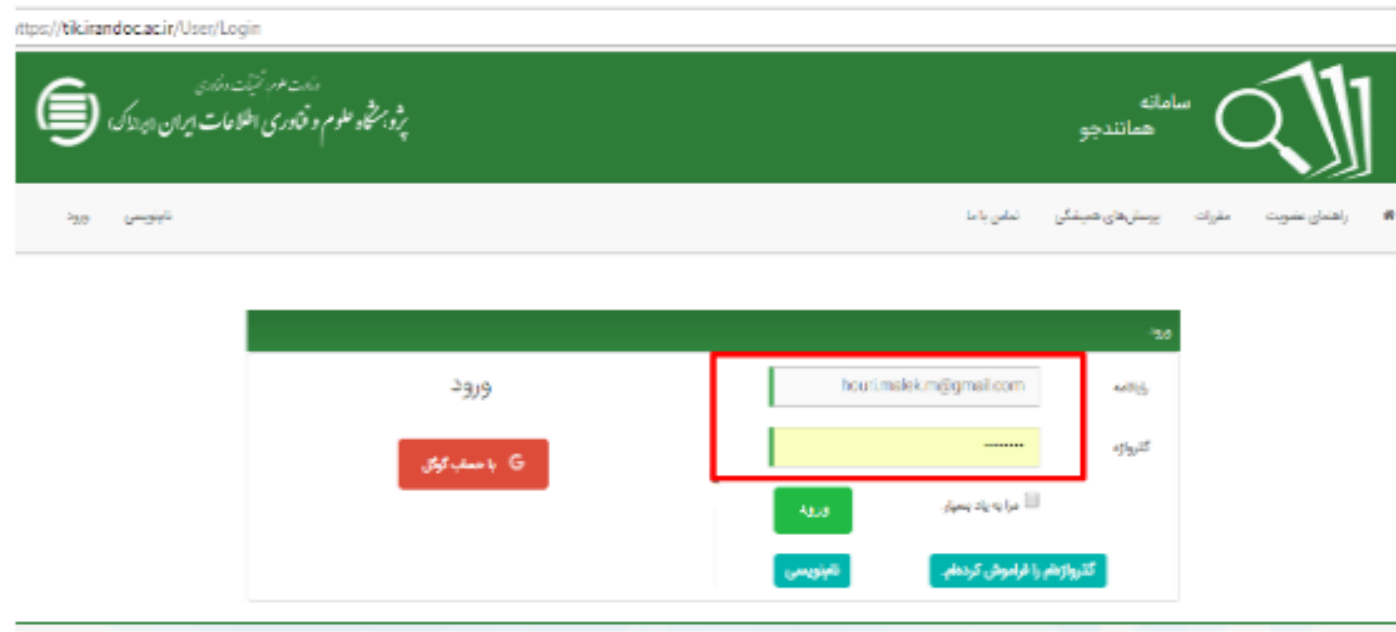 https://tik.irandoc.ac.ir/User/Login
سامانه
همانندجو
وزارت علوم، تحقیقات و فناوری
پژوهشگاه علوم و فناوری اطلاعات ایران (ایرانداک)
راهنمای عضویت مقررات پرسش‌های همیشگی تماس با ما نام‌نویسی ورود
ورود
رایانامه houri.malek.m@gmail.com
گذرواژه ········
مرا به یاد بسپار.
ورود
گذرواژه‌ام را فراموش کرده‌ام. نام‌نویسی
ورود
با حساب گوگل G